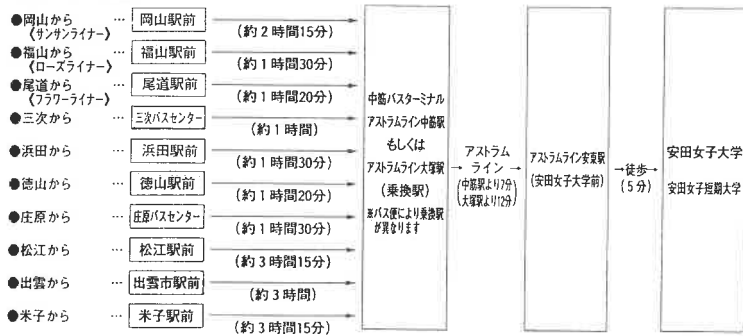 ●岡山から … 岡山駅前 (約2時間15分)
《サンサンライナー》
●福山から … 福山駅前 (約1時間30分)
《ローズライナー》
●尾道から … 尾道駅前 (約1時間20分)
《フラワーライナー》
●三次から … 三次バスセンター (約1時間)
●浜田から … 浜田駅前 (約1時間30分)
●徳山から … 徳山駅前 (約1時間20分)
●庄原から … 庄原バスセンター (約1時間30分)
●松江から … 松江駅前 (約3時間15分)
●出雲から … 出雲市駅前 (約3時間)
●米子から … 米子駅前 (約3時間15分)
中筋バスターミナル
アストラムライン中筋駅
もしくは
アストラムライン大塚駅
(乗換駅)
※バス便により乗換駅
が異なります
アストラム
ライン
(中筋駅より7分
大塚駅より12分)
アストラムライン安東駅
(安田女子大学前)
徒歩
(5分)
安田女子大学
安田女子短期大学